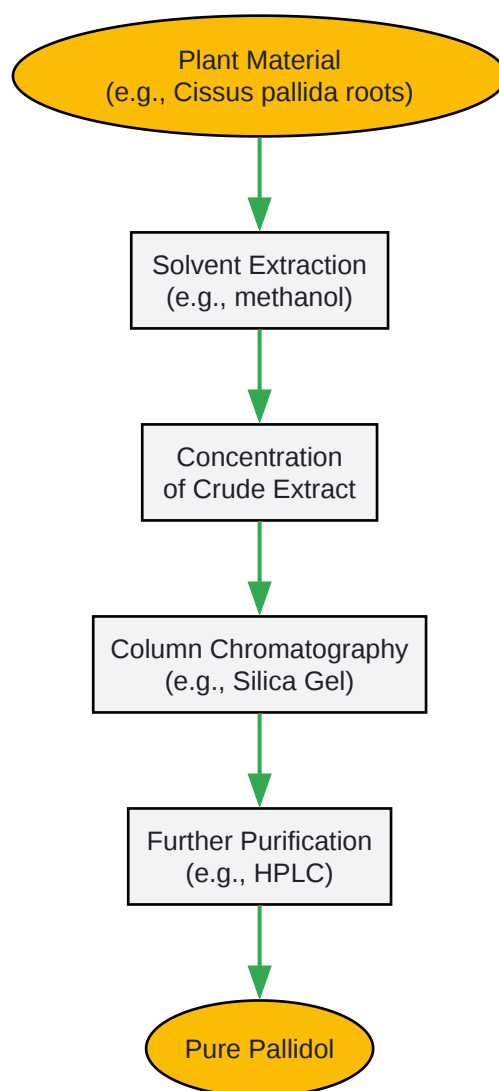 Plant Material
(e.g., Cissus pallida roots)
Solvent Extraction
(e.g., methanol)
Concentration
of Crude Extract
Column Chromatography
(e.g., Silica Gel)
Further Purification
(e.g., HPLC)
Pure Pallidol